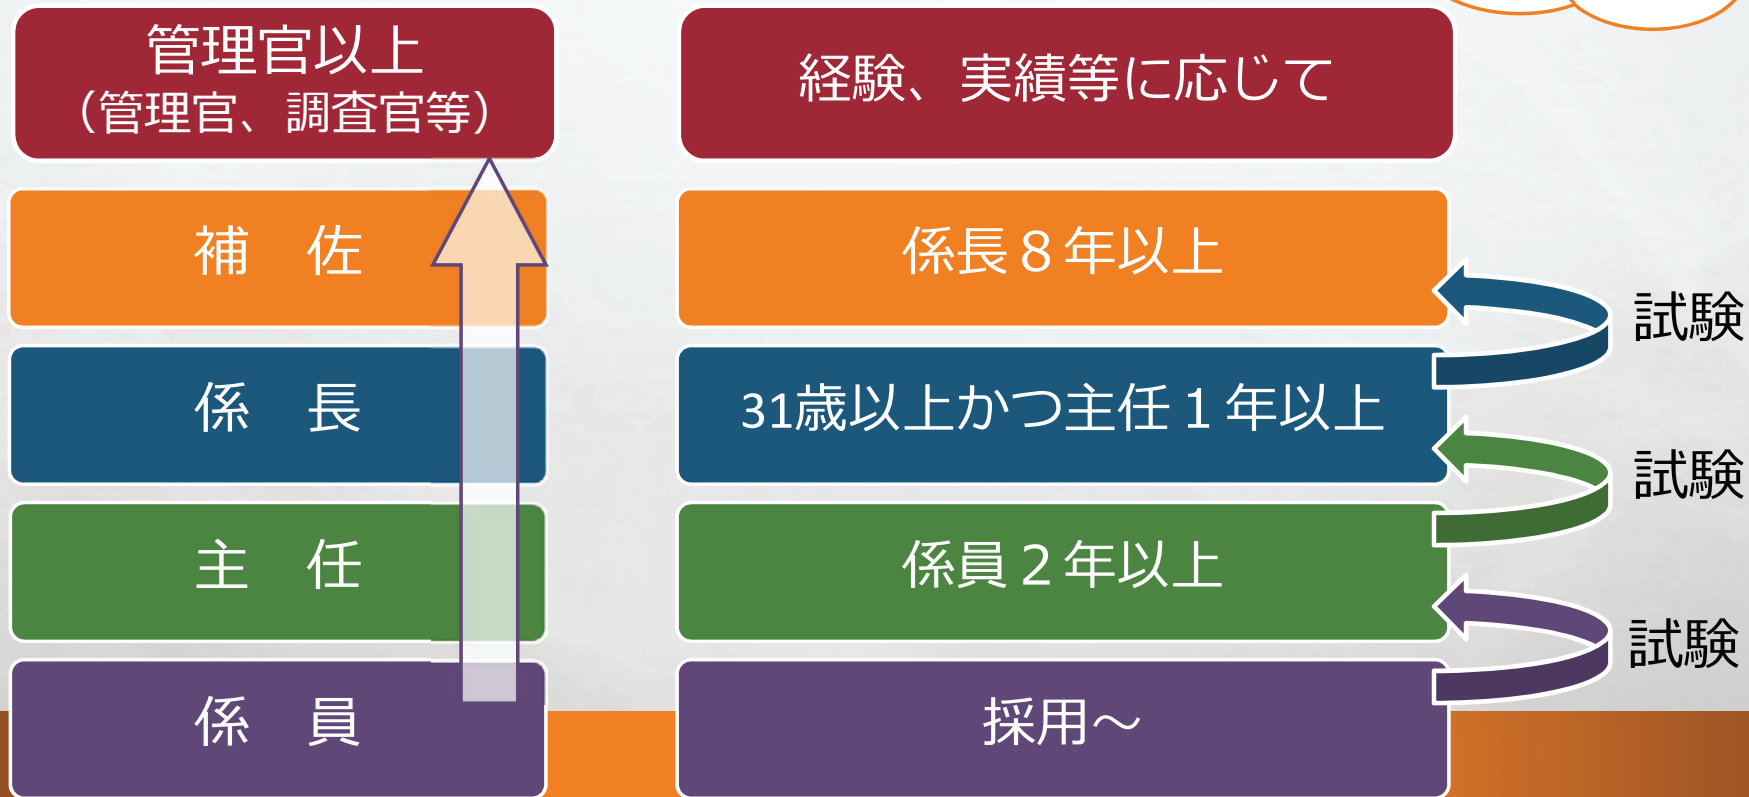 管理官以上
（管理官、調査官等）
経験、実績等に応じて
補　佐
係長８年以上
試験
係　長
31歳以上かつ主任１年以上
試験
主　任
係員２年以上
試験
係　員
採用～